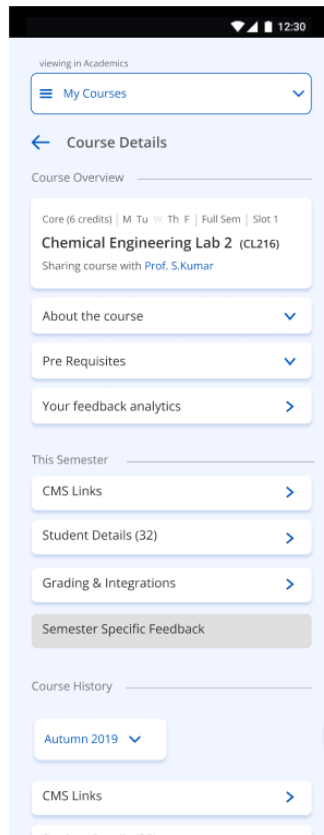 12:30
viewing in Academics
My Courses
Course Details
Course Overview
Core (6 credits) | M Tu W Th F | Full Sem | Slot 1
Chemical Engineering Lab 2 (CL216)
Sharing course with Prof. S.Kumar
About the course
Pre Requisites
Your feedback analytics
This Semester
CMS Links
Student Details (32)
Grading & Integrations
Semester Specific Feedback
Course History
Autumn 2019
CMS Links